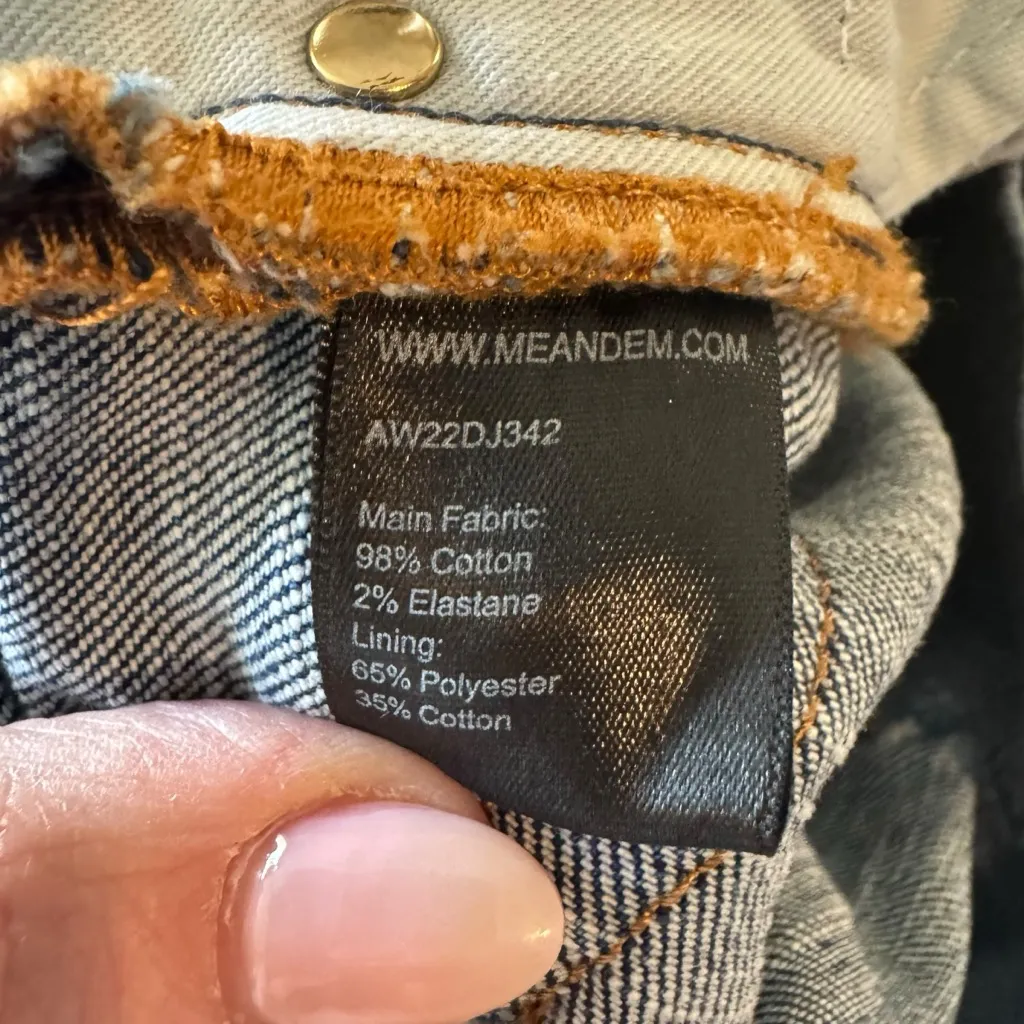 WWW.MEANDEM.COM
AW22DJ342
Main Fabric:
98% Cotton
2% Elastane
Lining:
65% Polyester
35% Cotton